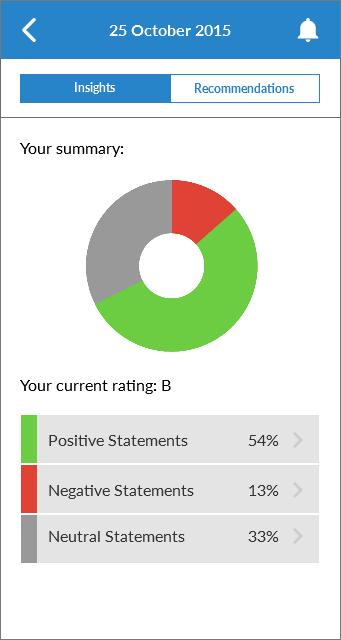 25 October 2015
Insights
Recommendations
Your summary:
Your current rating: B
Positive Statements 54%
Negative Statements 13%
Neutral Statements 33%